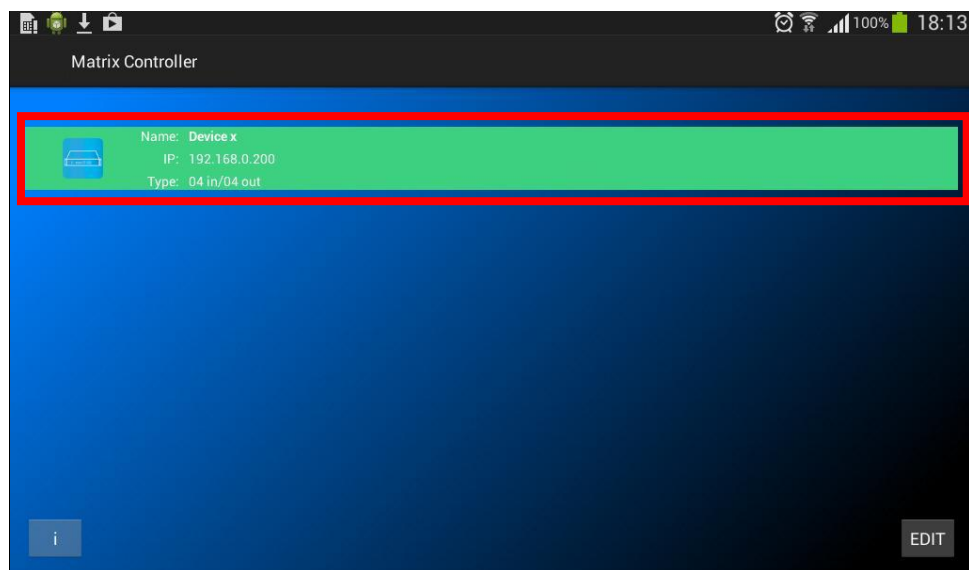 100% 18:13
Matrix Controller
Name: Device x
IP: 192.168.0.200
Type: 04 in/04 out
i
EDIT